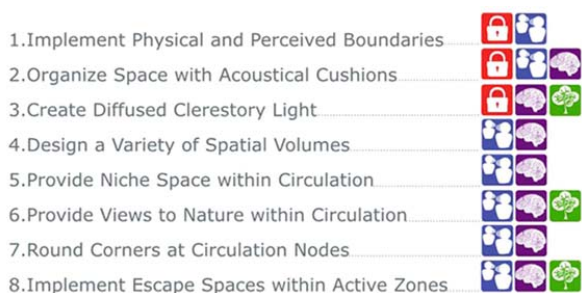 1.Implement Physical and Perceived Boundaries
2.Organize Space with Acoustical Cushions
3.Create Diffused Clerestory Light
4.Design a Variety of Spatial Volumes
5.Provide Niche Space within Circulation
6.Provide Views to Nature within Circulation
7.Round Corners at Circulation Nodes
8.Implement Escape Spaces within Active Zones